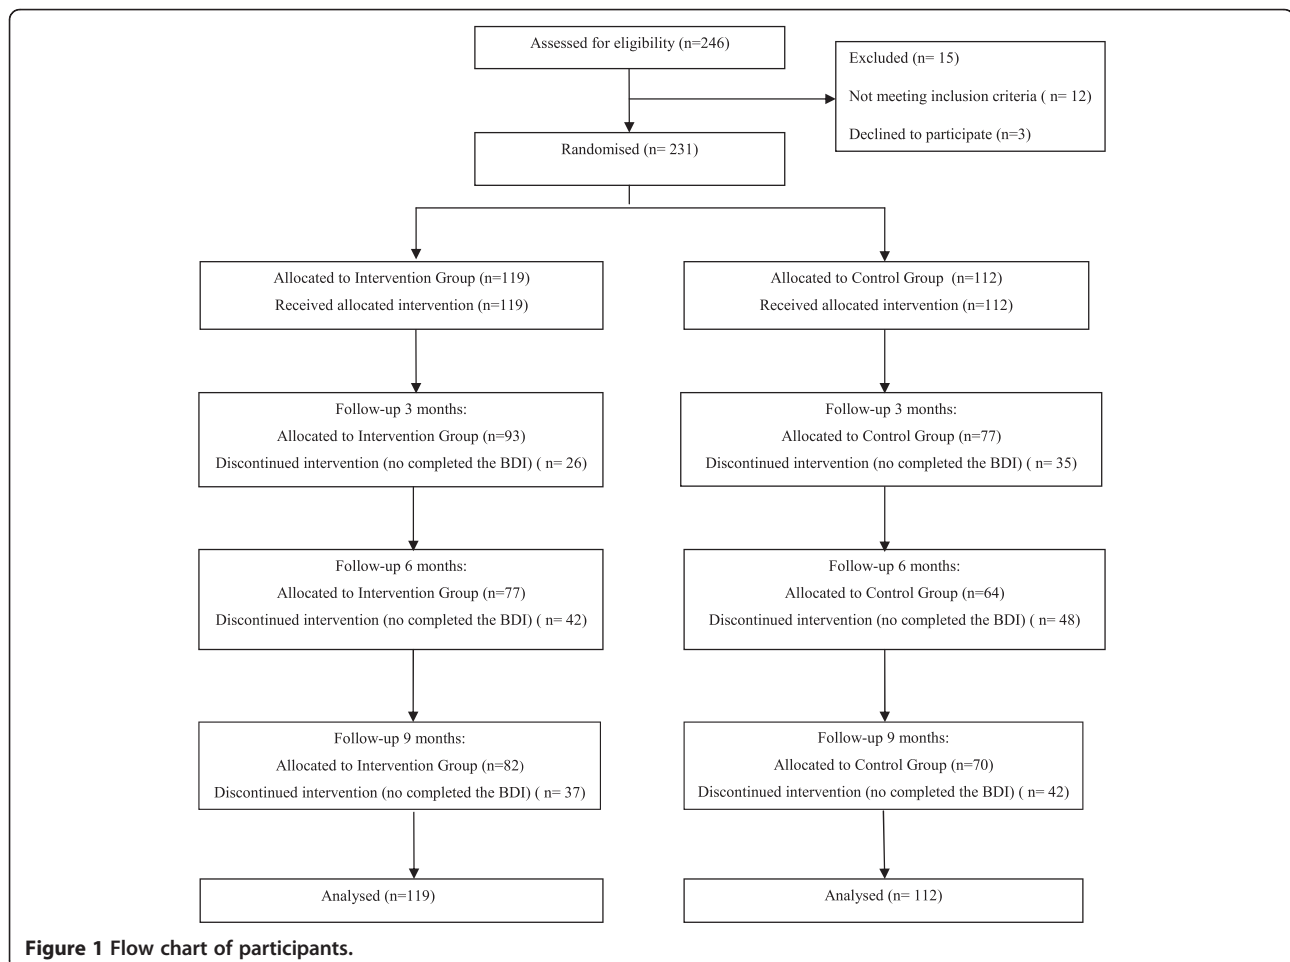 Assessed for eligibility (n=246)
Excluded (n= 15)
Not meeting inclusion criteria ( n= 12)
Declined to participate (n=3)
Randomised (n= 231)
Allocated to Intervention Group (n=119)
Received allocated intervention (n=119)
Allocated to Control Group (n=112)
Received allocated intervention (n=112)
Follow-up 3 months:
Allocated to Intervention Group (n=93)
Discontinued intervention (no completed the BDI) ( n= 26)
Follow-up 3 months:
Allocated to Control Group (n=77)
Discontinued intervention (no completed the BDI) ( n= 35)
Follow-up 6 months:
Allocated to Intervention Group (n=77)
Discontinued intervention (no completed the BDI) ( n= 42)
Follow-up 6 months:
Allocated to Control Group (n=64)
Discontinued intervention (no completed the BDI) ( n= 48)
Follow-up 9 months:
Allocated to Intervention Group (n=82)
Discontinued intervention (no completed the BDI) ( n= 37)
Follow-up 9 months:
Allocated to Control Group (n=70)
Discontinued intervention (no completed the BDI) ( n= 42)
Analysed (n=119)
Analysed (n= 112)
Figure 1 Flow chart of participants.